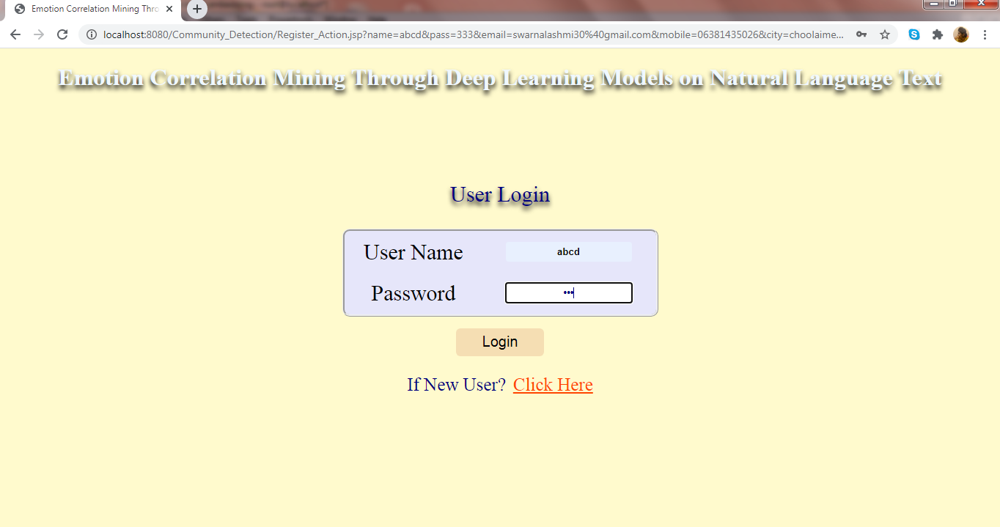 Emotion Correlation Mining Thro
localhost:8080/Community_Detection/Register_Action.jsp?name=abcd&pass=333&email=swarnalashmi30%40gmail.com&mobile=06381435026&city=choolaime...
Emotion Correlation Mining Through Deep Learning Models on Natural Language Text
User Login
User Name abcd
Password •••
Login
If New User? Click Here